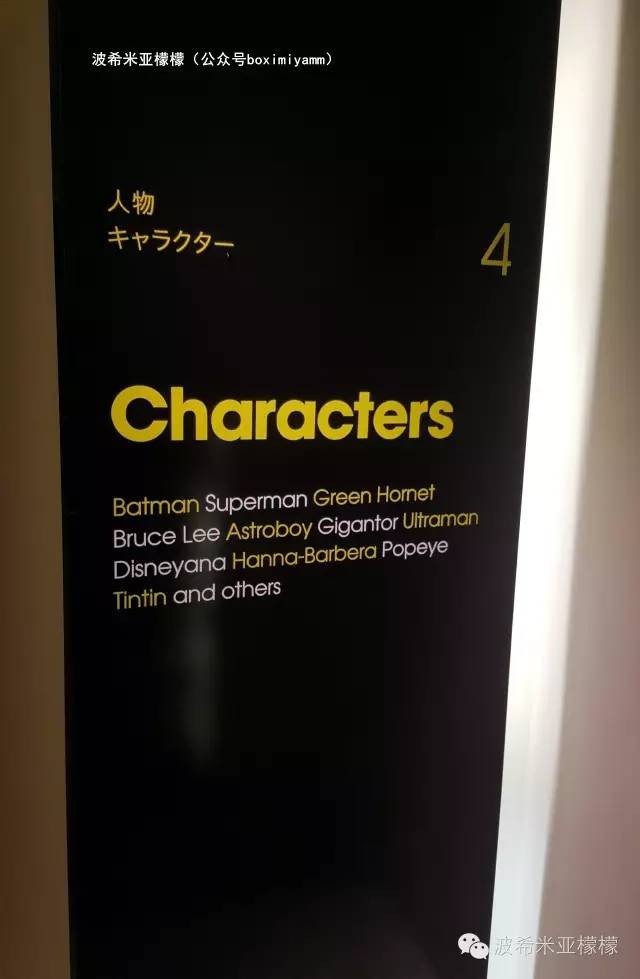 波希米亚檬檬（公众号boximiyamm）
人物
キャラクター
4
Characters
Batman Superman Green Hornet
Bruce Lee Astroboy Gigantor Ultraman
Disneyana Hanna-Barbera Popeye
Tintin and others
波希米亚檬檬